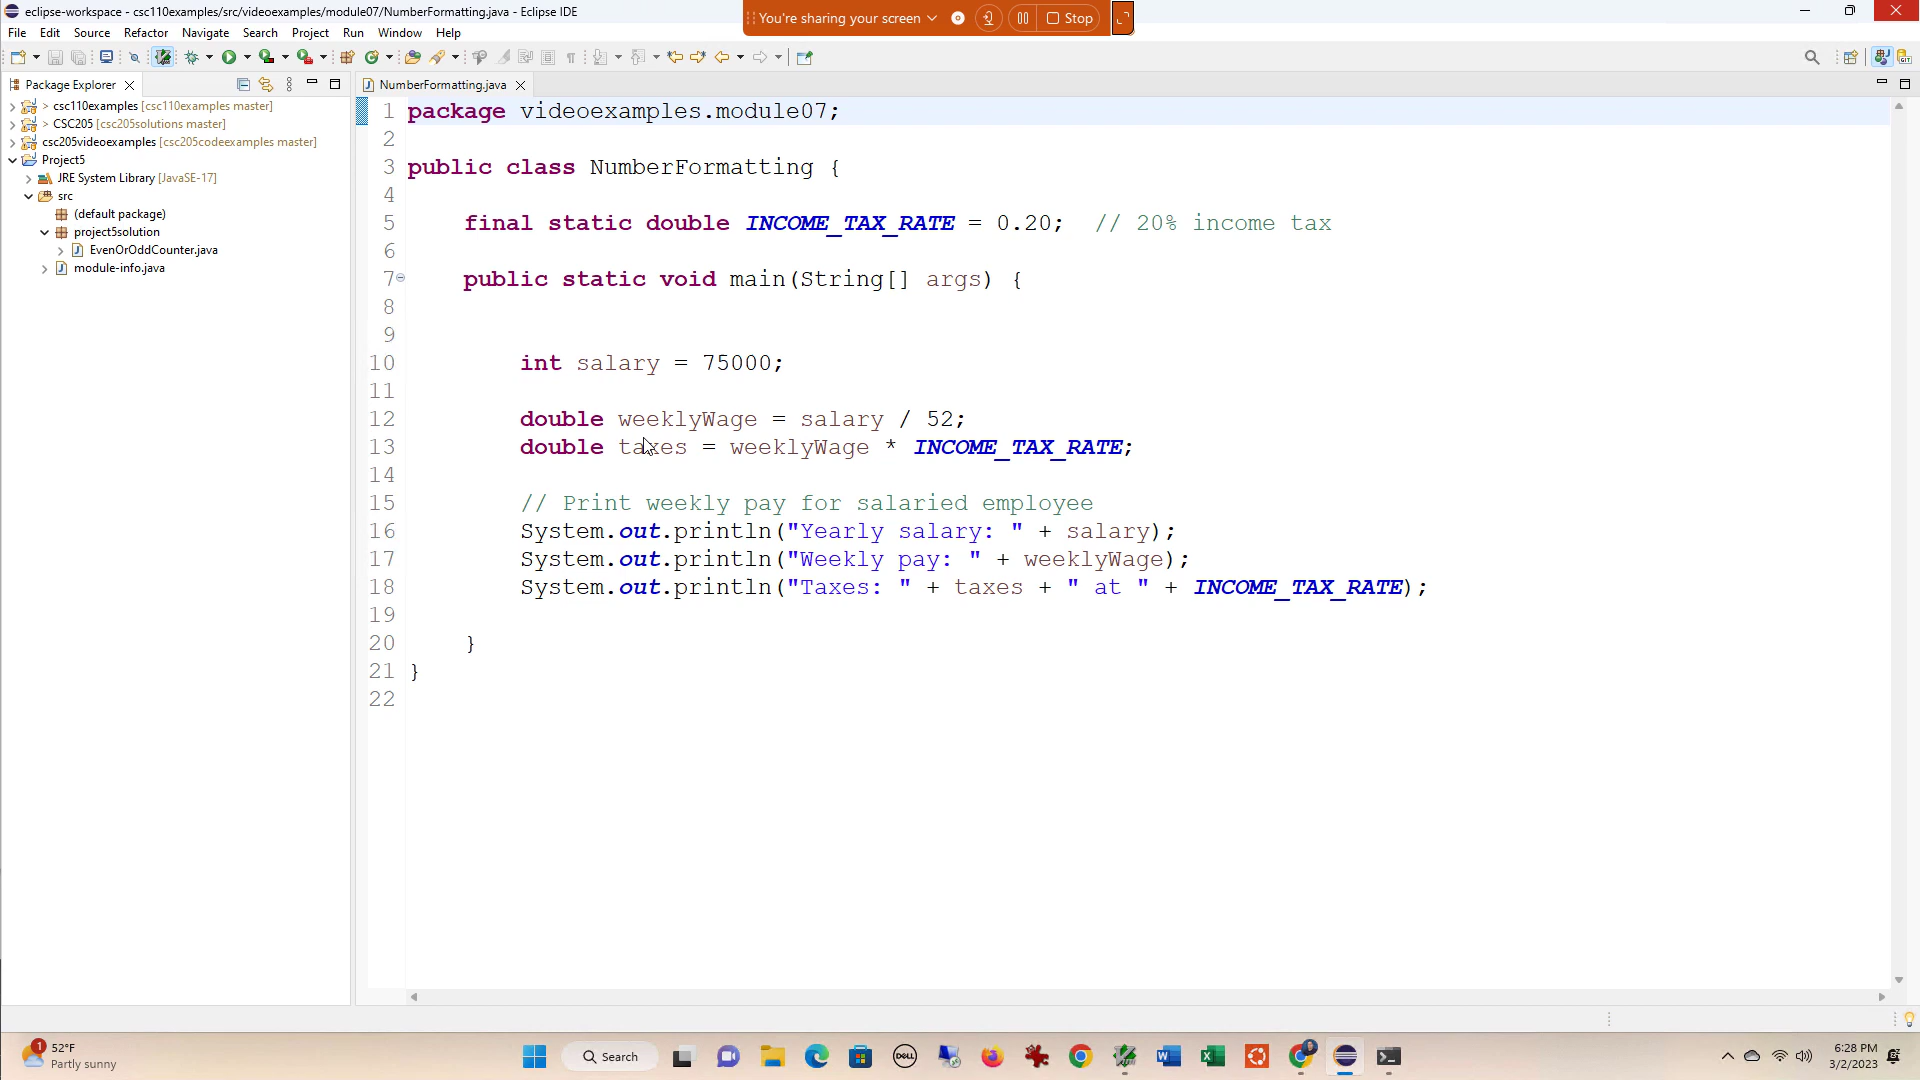 eclipse-workspace - csc110examples/src/videoexamples/module07/NumberFormatting.java - Eclipse IDE
You're sharing your screen
Stop
File Edit Source Refactor Navigate Search Project Run Window Help
Package Explorer
NumberFormatting.java
> csc110examples [csc110examples master]
> CSC205 [csc205solutions master]
csc205videoexamples [csc205codeexamples master]
Project5
JRE System Library [JavaSE-17]
src
(default package)
project5solution
EvenOrOddCounter.java
module-info.java
1 package videoexamples.module07;
2
3 public class NumberFormatting {
4
5 final static double INCOME_TAX_RATE = 0.20; // 20% income tax
6
7 public static void main(String[] args) {
8
9
10 int salary = 75000;
11
12 double weeklyWage = salary / 52;
13 double taxes = weeklyWage * INCOME_TAX_RATE;
14
15 // Print weekly pay for salaried employee
16 System.out.println("Yearly salary: " + salary);
17 System.out.println("Weekly pay: " + weeklyWage);
18 System.out.println("Taxes: " + taxes + " at " + INCOME_TAX_RATE);
19
20 }
21 }
22
1
52°F
Partly sunny
Search
DELL
6:28 PM
3/2/2023